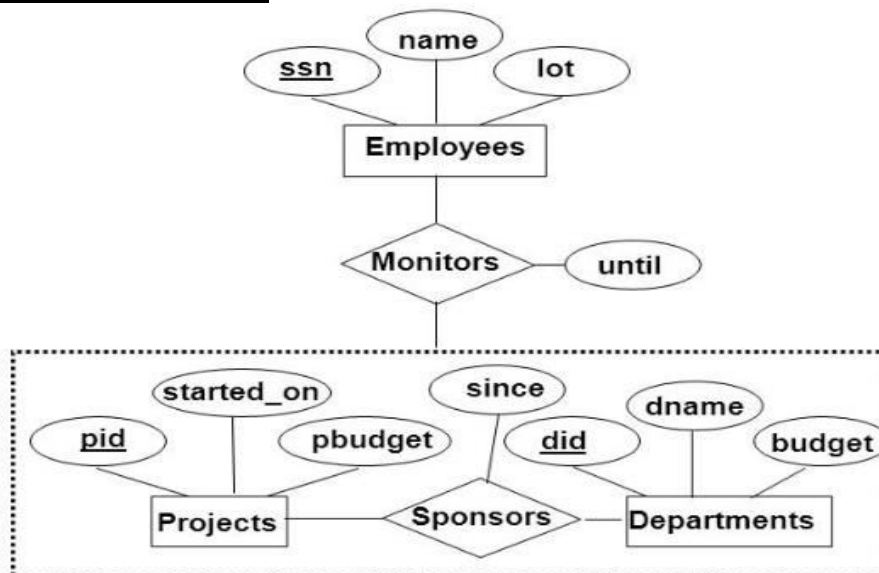 name
ssn
lot
Employees
Monitors
until
since
started_on
dname
pid
pbudget
did
budget
Projects
Sponsors
Departments